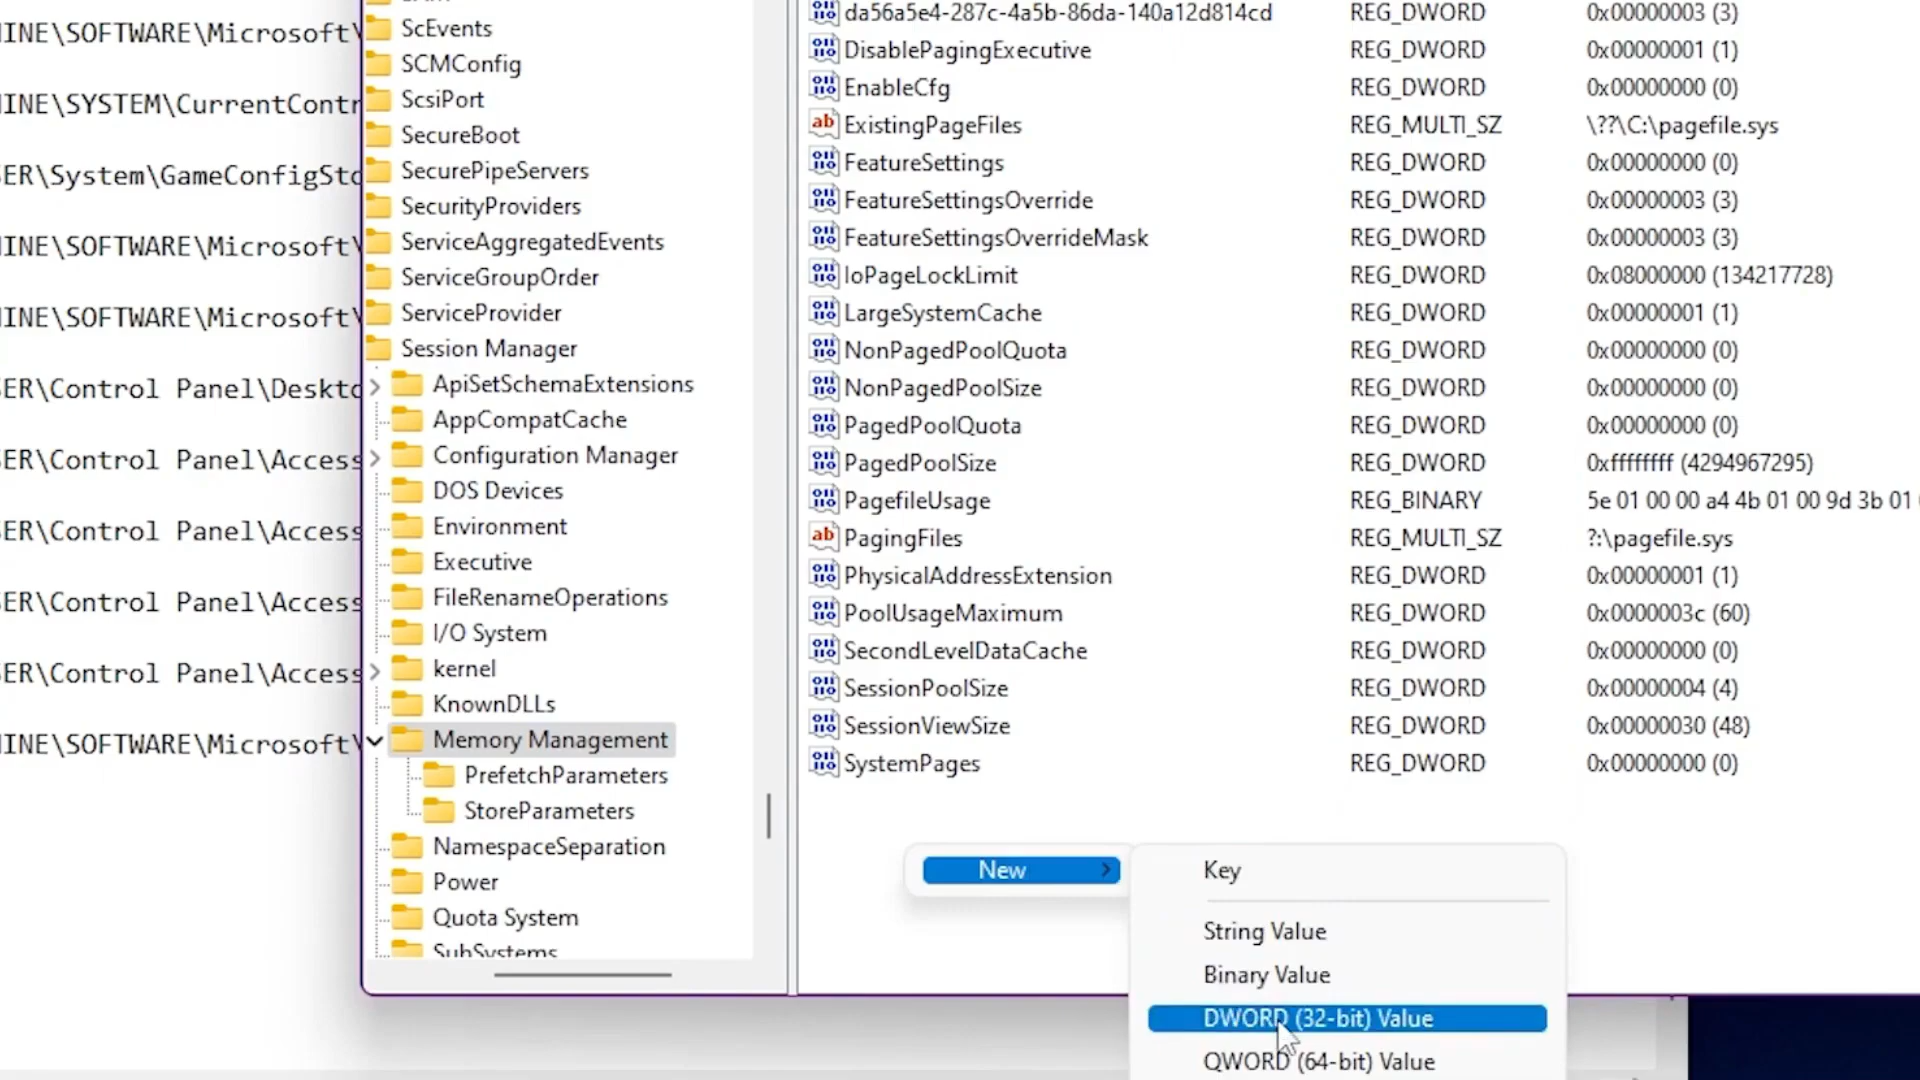 INE\SOFTWARE\Microsoft\
INE\SYSTEM\CurrentContr
ER\System\GameConfigSto
INE\SOFTWARE\Microsoft\
INE\SOFTWARE\Microsoft\
ER\Control Panel\Deskto
ER\Control Panel\Access
ER\Control Panel\Access
ER\Control Panel\Access
ER\Control Panel\Access
INE\SOFTWARE\Microsoft\
ScEvents
SCMConfig
ScsiPort
SecureBoot
SecurePipeServers
SecurityProviders
ServiceAggregatedEvents
ServiceGroupOrder
ServiceProvider
Session Manager
ApiSetSchemaExtensions
AppCompatCache
Configuration Manager
DOS Devices
Environment
Executive
FileRenameOperations
I/O System
kernel
KnownDLLs
Memory Management
PrefetchParameters
StoreParameters
NamespaceSeparation
Power
Quota System
SubSystems
da56a5e4-287c-4a5b-86da-140a12d814cd REG_DWORD 0x00000003 (3)
DisablePagingExecutive REG_DWORD 0x00000001 (1)
EnableCfg REG_DWORD 0x00000000 (0)
ExistingPageFiles REG_MULTI_SZ \??\C:\pagefile.sys
FeatureSettings REG_DWORD 0x00000000 (0)
FeatureSettingsOverride REG_DWORD 0x00000003 (3)
FeatureSettingsOverrideMask REG_DWORD 0x00000003 (3)
IoPageLockLimit REG_DWORD 0x08000000 (134217728)
LargeSystemCache REG_DWORD 0x00000001 (1)
NonPagedPoolQuota REG_DWORD 0x00000000 (0)
NonPagedPoolSize REG_DWORD 0x00000000 (0)
PagedPoolQuota REG_DWORD 0x00000000 (0)
PagedPoolSize REG_DWORD 0xffffffff (4294967295)
PagefileUsage REG_BINARY 5e 01 00 00 a4 4b 01 00 9d 3b 01
PagingFiles REG_MULTI_SZ ?:\pagefile.sys
PhysicalAddressExtension REG_DWORD 0x00000001 (1)
PoolUsageMaximum REG_DWORD 0x0000003c (60)
SecondLevelDataCache REG_DWORD 0x00000000 (0)
SessionPoolSize REG_DWORD 0x00000004 (4)
SessionViewSize REG_DWORD 0x00000030 (48)
SystemPages REG_DWORD 0x00000000 (0)
New
Key
String Value
Binary Value
DWORD (32-bit) Value
QWORD (64-bit) Value